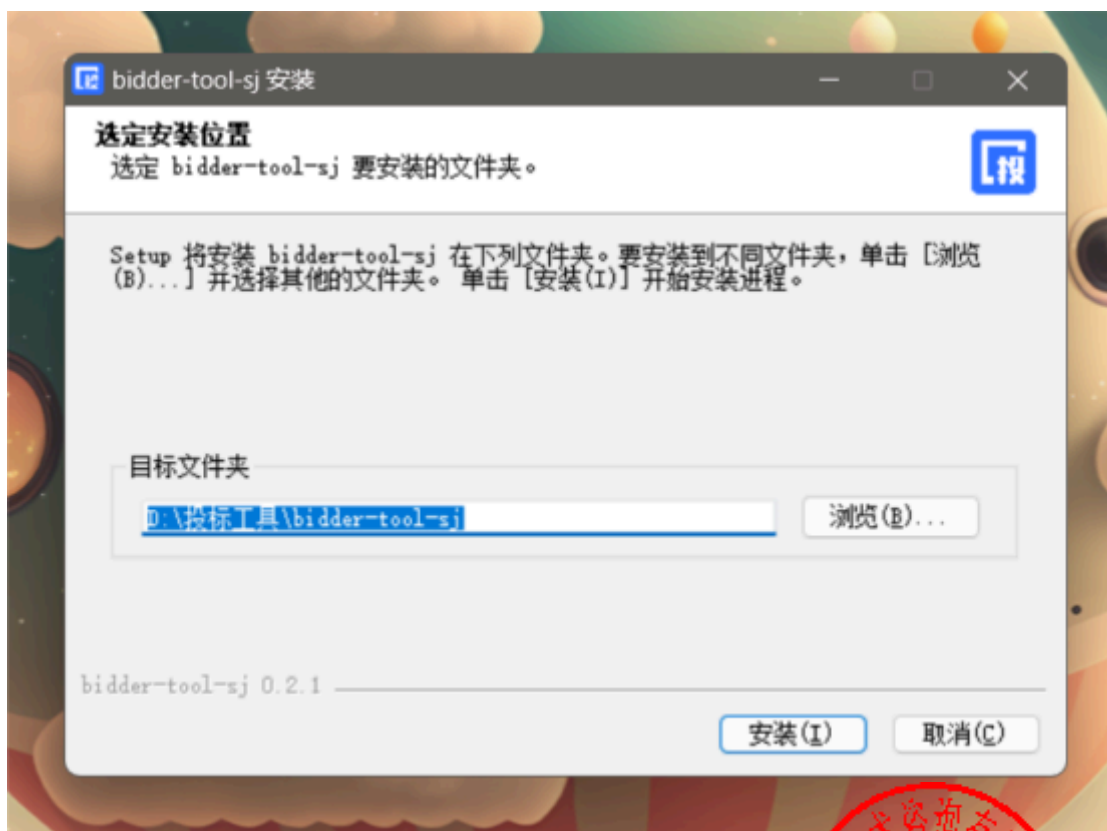 bidder-tool-sj 安装
选定安装位置
选定 bidder-tool-sj 要安装的文件夹。
投
Setup 将安装 bidder-tool-sj 在下列文件夹。要安装到不同文件夹，单击 [浏览
(B)...] 并选择其他的文件夹。 单击 [安装(I)] 开始安装进程。
目标文件夹
D:\投标工具\bidder-tool-sj
浏览(B)...
bidder-tool-sj 0.2.1
安装(I)
取消(C)
咨询